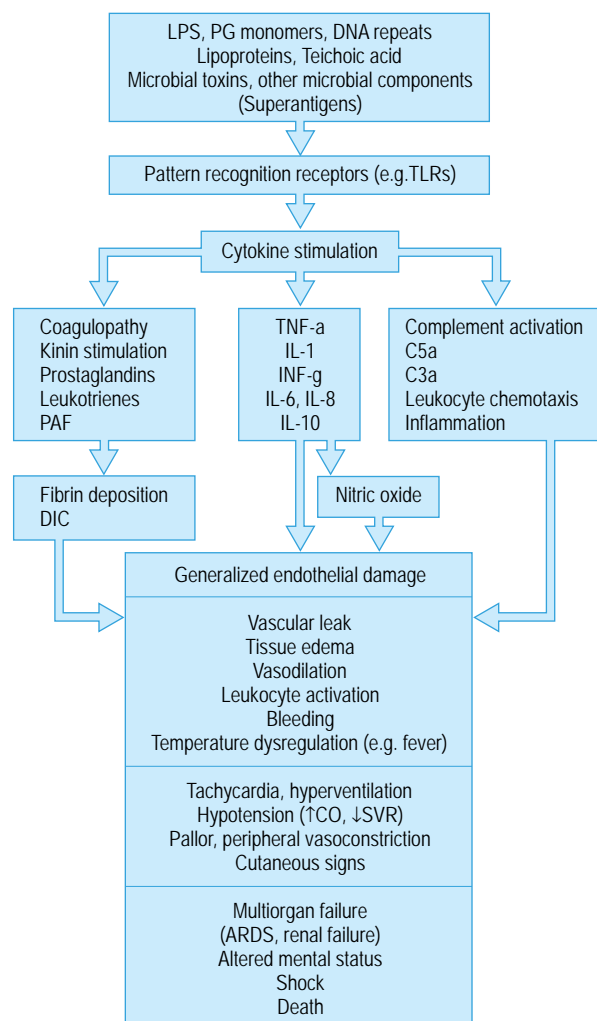 LPS, PG monomers, DNA repeats
Lipoproteins, Teichoic acid
Microbial toxins, other microbial components
(Superantigens)
Pattern recognition receptors (e.g.TLRs)
Cytokine stimulation
Coagulopathy
Kinin stimulation
Prostaglandins
Leukotrienes
PAF
TNF-a
IL-1
INF-g
IL-6, IL-8
IL-10
Complement activation
C5a
C3a
Leukocyte chemotaxis
Inflammation
Fibrin deposition
DIC
Nitric oxide
Generalized endothelial damage
Vascular leak
Tissue edema
Vasodilation
Leukocyte activation
Bleeding
Temperature dysregulation (e.g. fever)
Tachycardia, hyperventilation
Hypotension (↑CO, ↓SVR)
Pallor, peripheral vasoconstriction
Cutaneous signs
Multiorgan failure
(ARDS, renal failure)
Altered mental status
Shock
Death